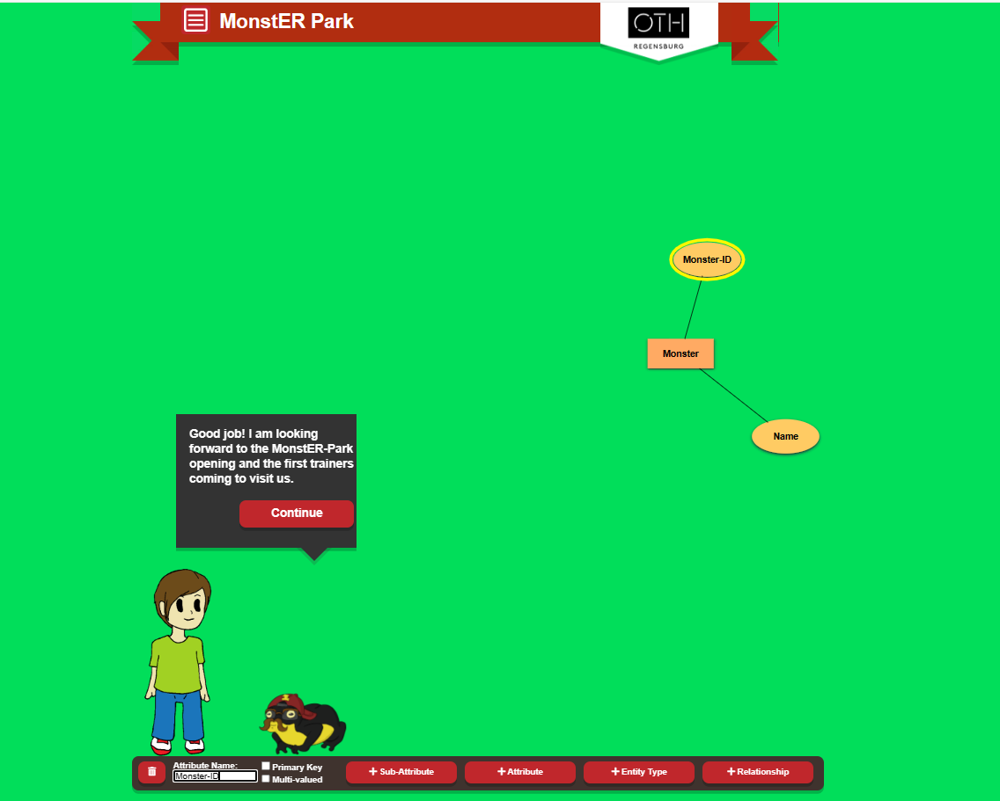 MonstER Park
OTH
REGENSBURG
Monster-ID
Monster
Name
Good job! I am looking
forward to the MonstER-Park
opening and the first trainers
coming to visit us.
Continue
Attribute Name:
Monster-ID
Primary Key
Multi-valued
+ Sub-Attribute
+ Attribute
+ Entity Type
+ Relationship